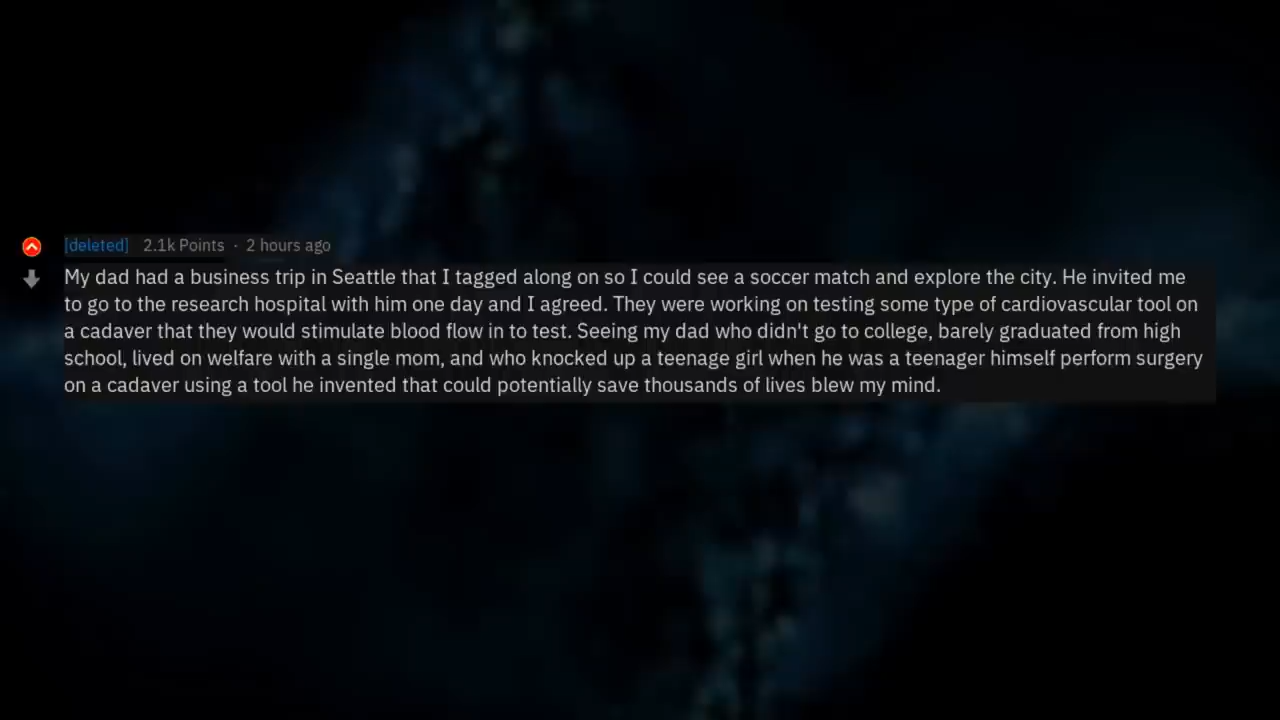 [deleted] 2.1k Points · 2 hours ago
My dad had a business trip in Seattle that I tagged along on so I could see a soccer match and explore the city. He invited me
to go to the research hospital with him one day and I agreed. They were working on testing some type of cardiovascular tool on
a cadaver that they would stimulate blood flow in to test. Seeing my dad who didn't go to college, barely graduated from high
school, lived on welfare with a single mom, and who knocked up a teenage girl when he was a teenager himself perform surgery
on a cadaver using a tool he invented that could potentially save thousands of lives blew my mind.